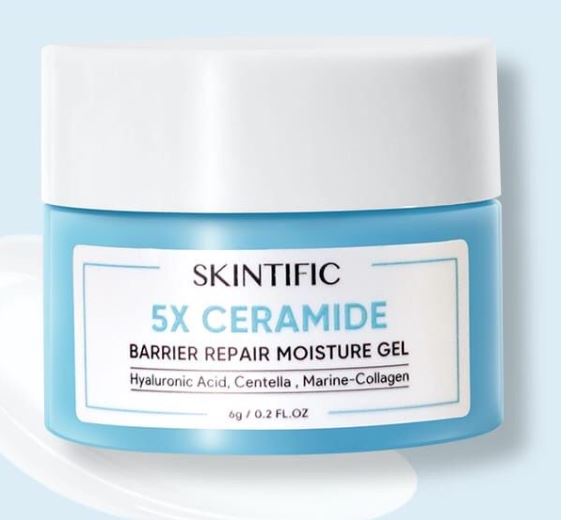 SKINTIFIC
5X CERAMIDE
BARRIER REPAIR MOISTURE GEL
Hyaluronic Acid, Centella , Marine-Collagen
6g / 0.2 FL.OZ